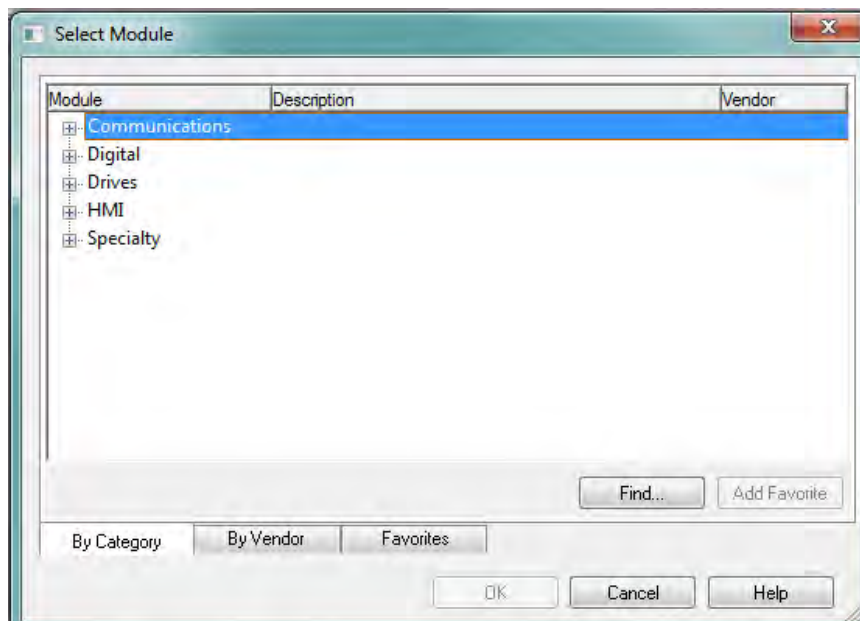 Select Module
Module Description Vendor
Communications
Digital
Drives
HMI
Specialty
Find... Add Favorite
By Category By Vendor Favorites
OK Cancel Help